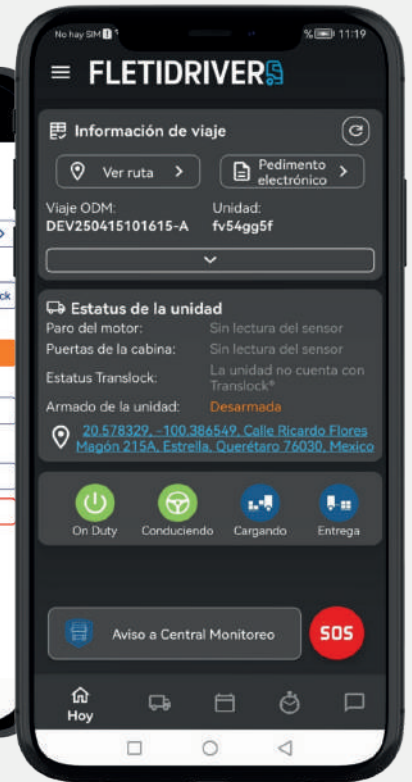 No hay SIM
% 11:19
FLETIDRIVER
Información de viaje
Ver ruta >
Pedimento
electrónico >
Viaje ODM:
DEV250415101615-A
Unidad:
fv54gg5f
Estatus de la unidad
Paro del motor: Sin lectura del sensor
Puertas de la cabina: Sin lectura del sensor
Estatus Translock: La unidad no cuenta con
Translock®
Armado de la unidad: Desarmada
20.578329, -100.386549, Calle Ricardo Flores
Magón 215A, Estrella, Querétaro 76030, Mexico
On Duty
Conduciendo
Cargando
Entrega
Aviso a Central Monitoreo
SOS
Hoy